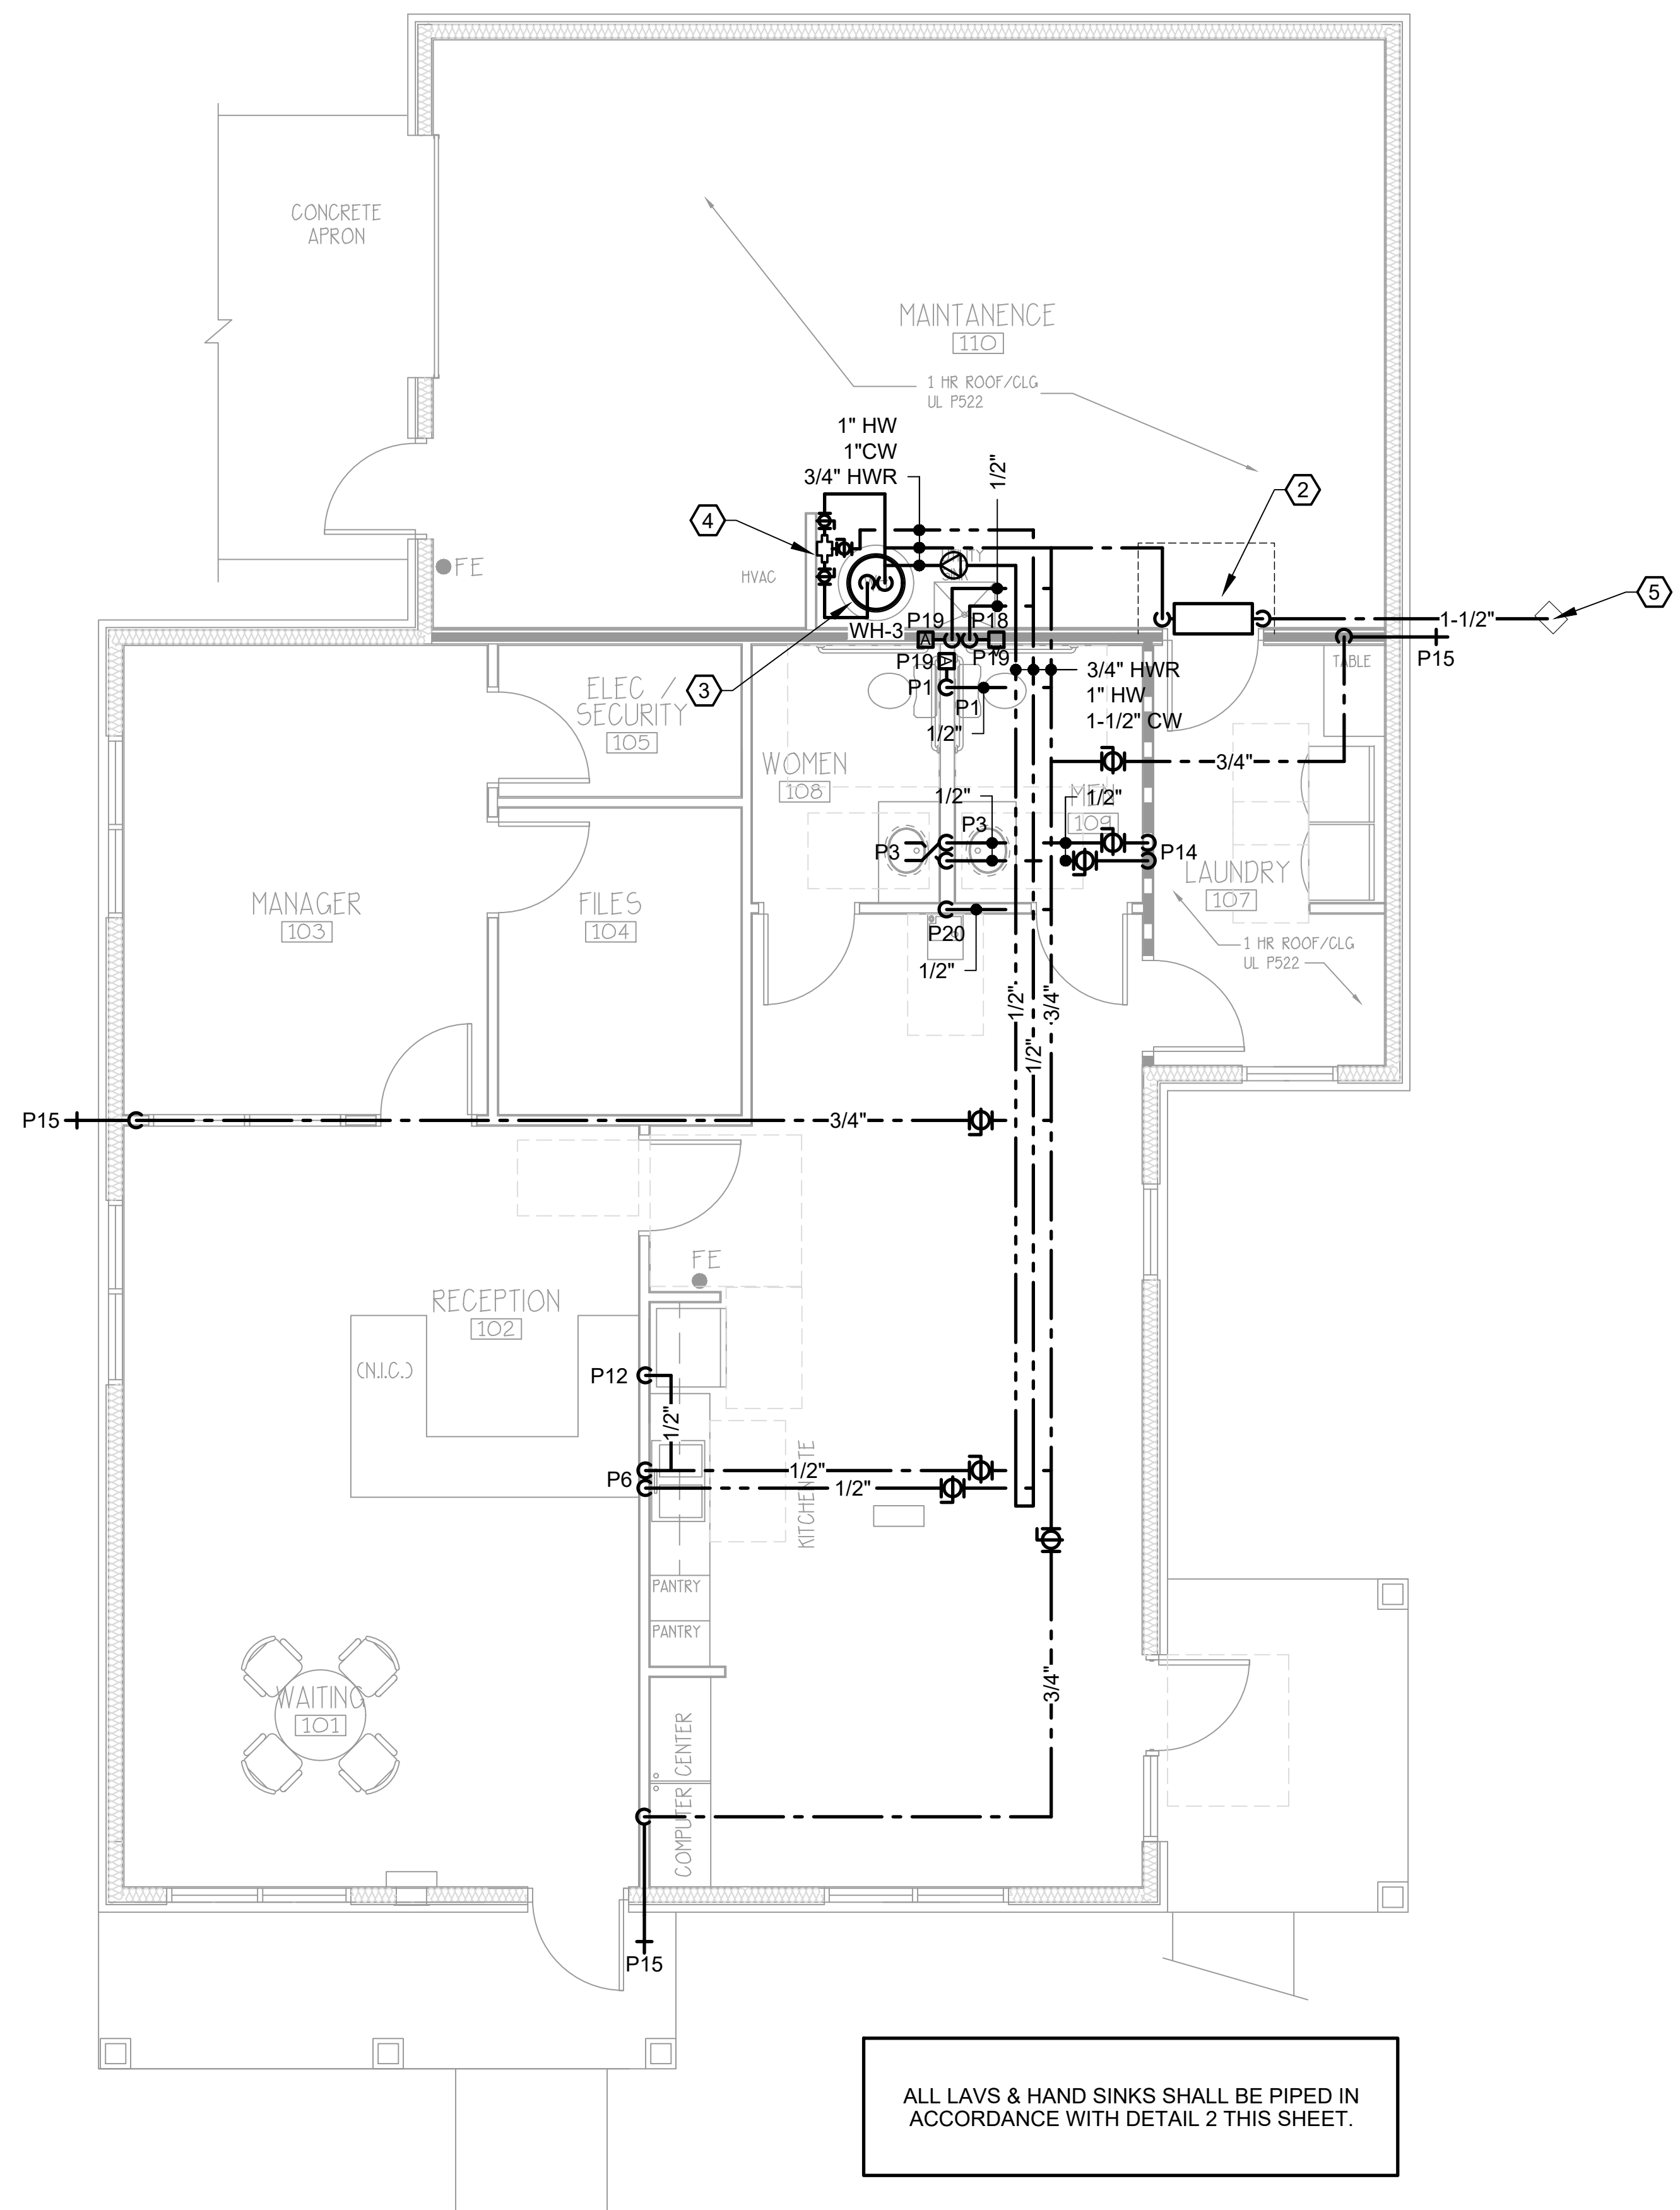 CONCRETE
APRON
MAINTANENCE
110
1 HR ROOF/CLG
UL P522
1" HW
1"CW
3/4" HWR
1/2"
2
4
FE
HVAC
5
1-1/2"
WH-3
P19
P18
A
P15
P19
A
P19
TABLE
3
ELEC /
SECURITY
105
P1
P1
1/2"
3/4" HWR
1" HW
1-1/2" CW
WOMEN
108
3/4"
1/2"
MEN
109
1/2"
P3
P3
P14
LAUNDRY
107
MANAGER
103
FILES
104
P20
1/2"
1 HR ROOF/CLG
UL P522
1/2"
1/2"
3/4"
P15
3/4"
FE
RECEPTION
102
(N.I.C.)
P12
1/2"
P6
1/2"
1/2"
KITCHENETTE
PANTRY
PANTRY
3/4"
WAITING
101
COMPUTER CENTER
P15
ALL LAVS & HAND SINKS SHALL BE PIPED IN
ACCORDANCE WITH DETAIL 2 THIS SHEET.